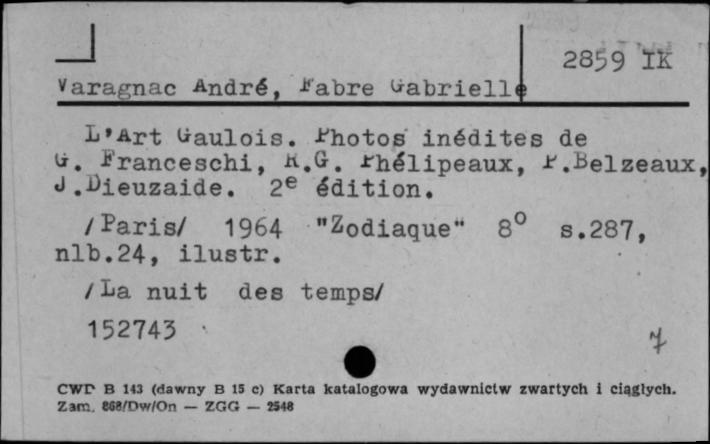 2859 IK
Varagnac André, Fabre Gabrielle
L'Art Gaulois. Photos inédites de
G. Franceschi, R.G. Phélipeaux, P.Belzeaux,
J.Dieuzaide. 2e édition.
/Paris/ 1964 "Zodiaque" 8º s.287,
nlb.24, ilustr.
/La nuit des temps/
152743
7
CWD B 143 (dawny B 15 c) Karta katalogowa wydawnictw zwartych i ciągłych.
Zam. 868/Dw/On — ZGG — 2548